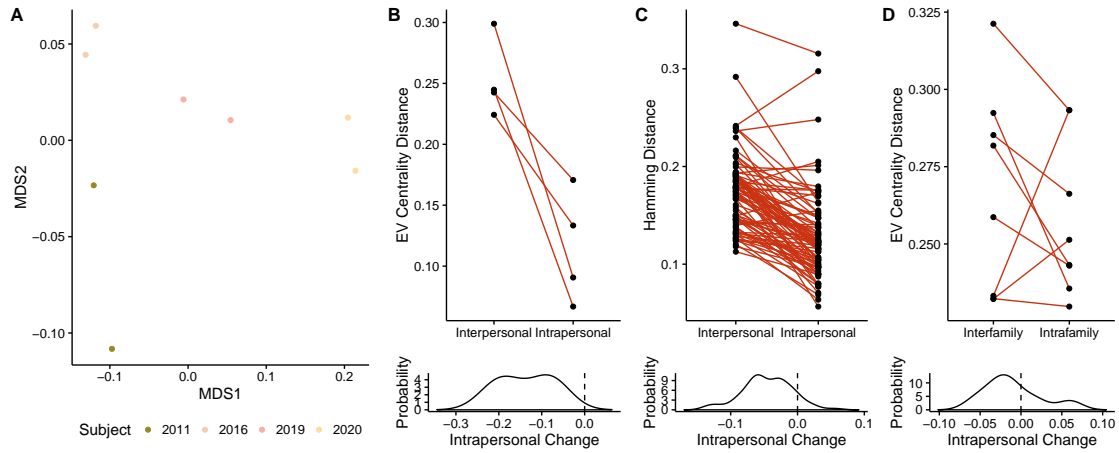 A
MDS2
0.05
0.00
−0.05
−0.10
−0.1
0.0
0.1
0.2
MDS1
Subject
2011
2016
2019
2020
B
EV Centrality Distance
0.30
0.25
0.20
0.15
0.10
Interpersonal
Intrapersonal
Probability
4
3
2
1
0
−0.3
−0.2
−0.1
0.0
Intrapersonal Change
C
Hamming Distance
0.3
0.2
0.1
Interpersonal
Intrapersonal
Probability
9
6
3
0
−0.1
0.0
0.1
Intrapersonal Change
D
EV Centrality Distance
0.325
0.300
0.275
0.250
Interfamily
Intrafamily
Probability
10
5
0
−0.10
−0.05
0.00
0.05
0.10
Intrapersonal Change